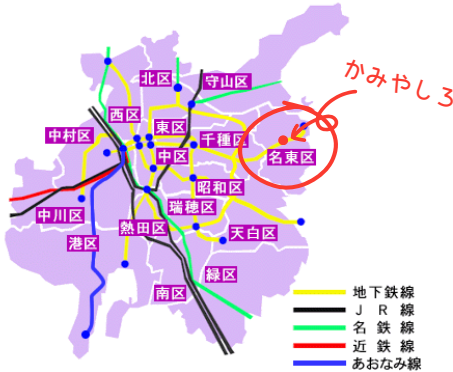 北区
守山区
かみやしろ
西区
東区
中村区
千種区
中区
名東区
昭和区
瑞穂区
中川区
熱田区
天白区
港区
緑区
南区
地下鉄線
ＪＲ線
名鉄線
近鉄線
あおなみ線